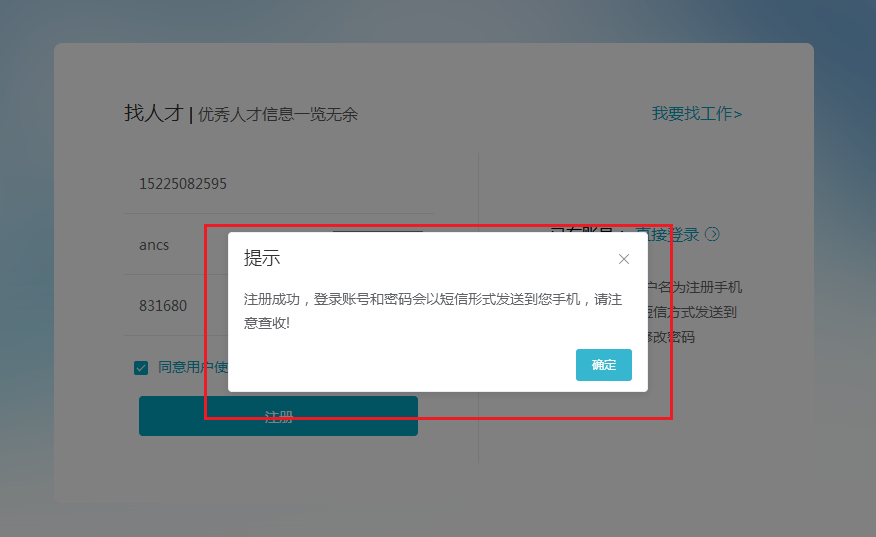 找人才 | 优秀人才信息一览无余
我要找工作>
15225082595
ancs
831680
同意用户使
注册
直接登录
户名为注册手机
短信方式发送到
修改密码
提示
注册成功，登录账号和密码会以短信形式发送到您手机，请注
意查收!
确定